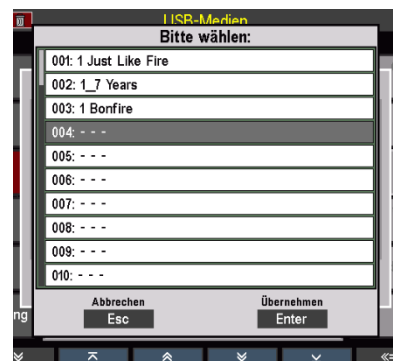 USB-Medien
Bitte wählen:
001: 1 Just Like Fire
002: 1_7 Years
003: 1 Bonfire
004: - - -
005: - - -
006: - - -
007: - - -
008: - - -
009: - - -
010: - - -
Abbrechen Übernehmen
Esc Enter
ng